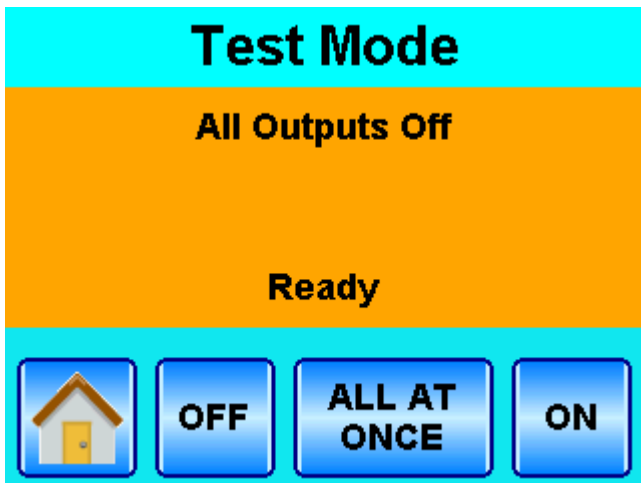 Test Mode
All Outputs Off
Ready
OFF
ALL AT
ONCE
ON